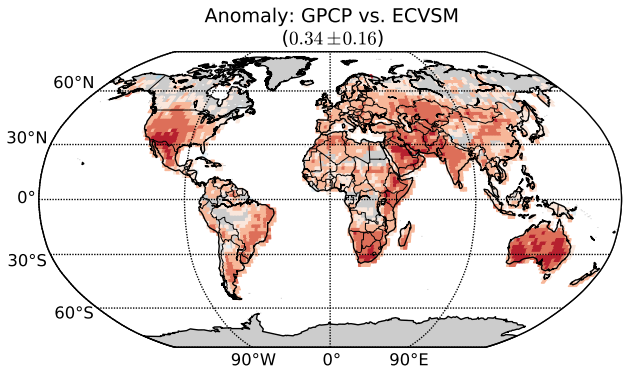 Anomaly: GPCP vs. ECVSM
(0.34 ± 0.16)
60°N
30°N
0°
30°S
60°S
90°W 0° 90°E